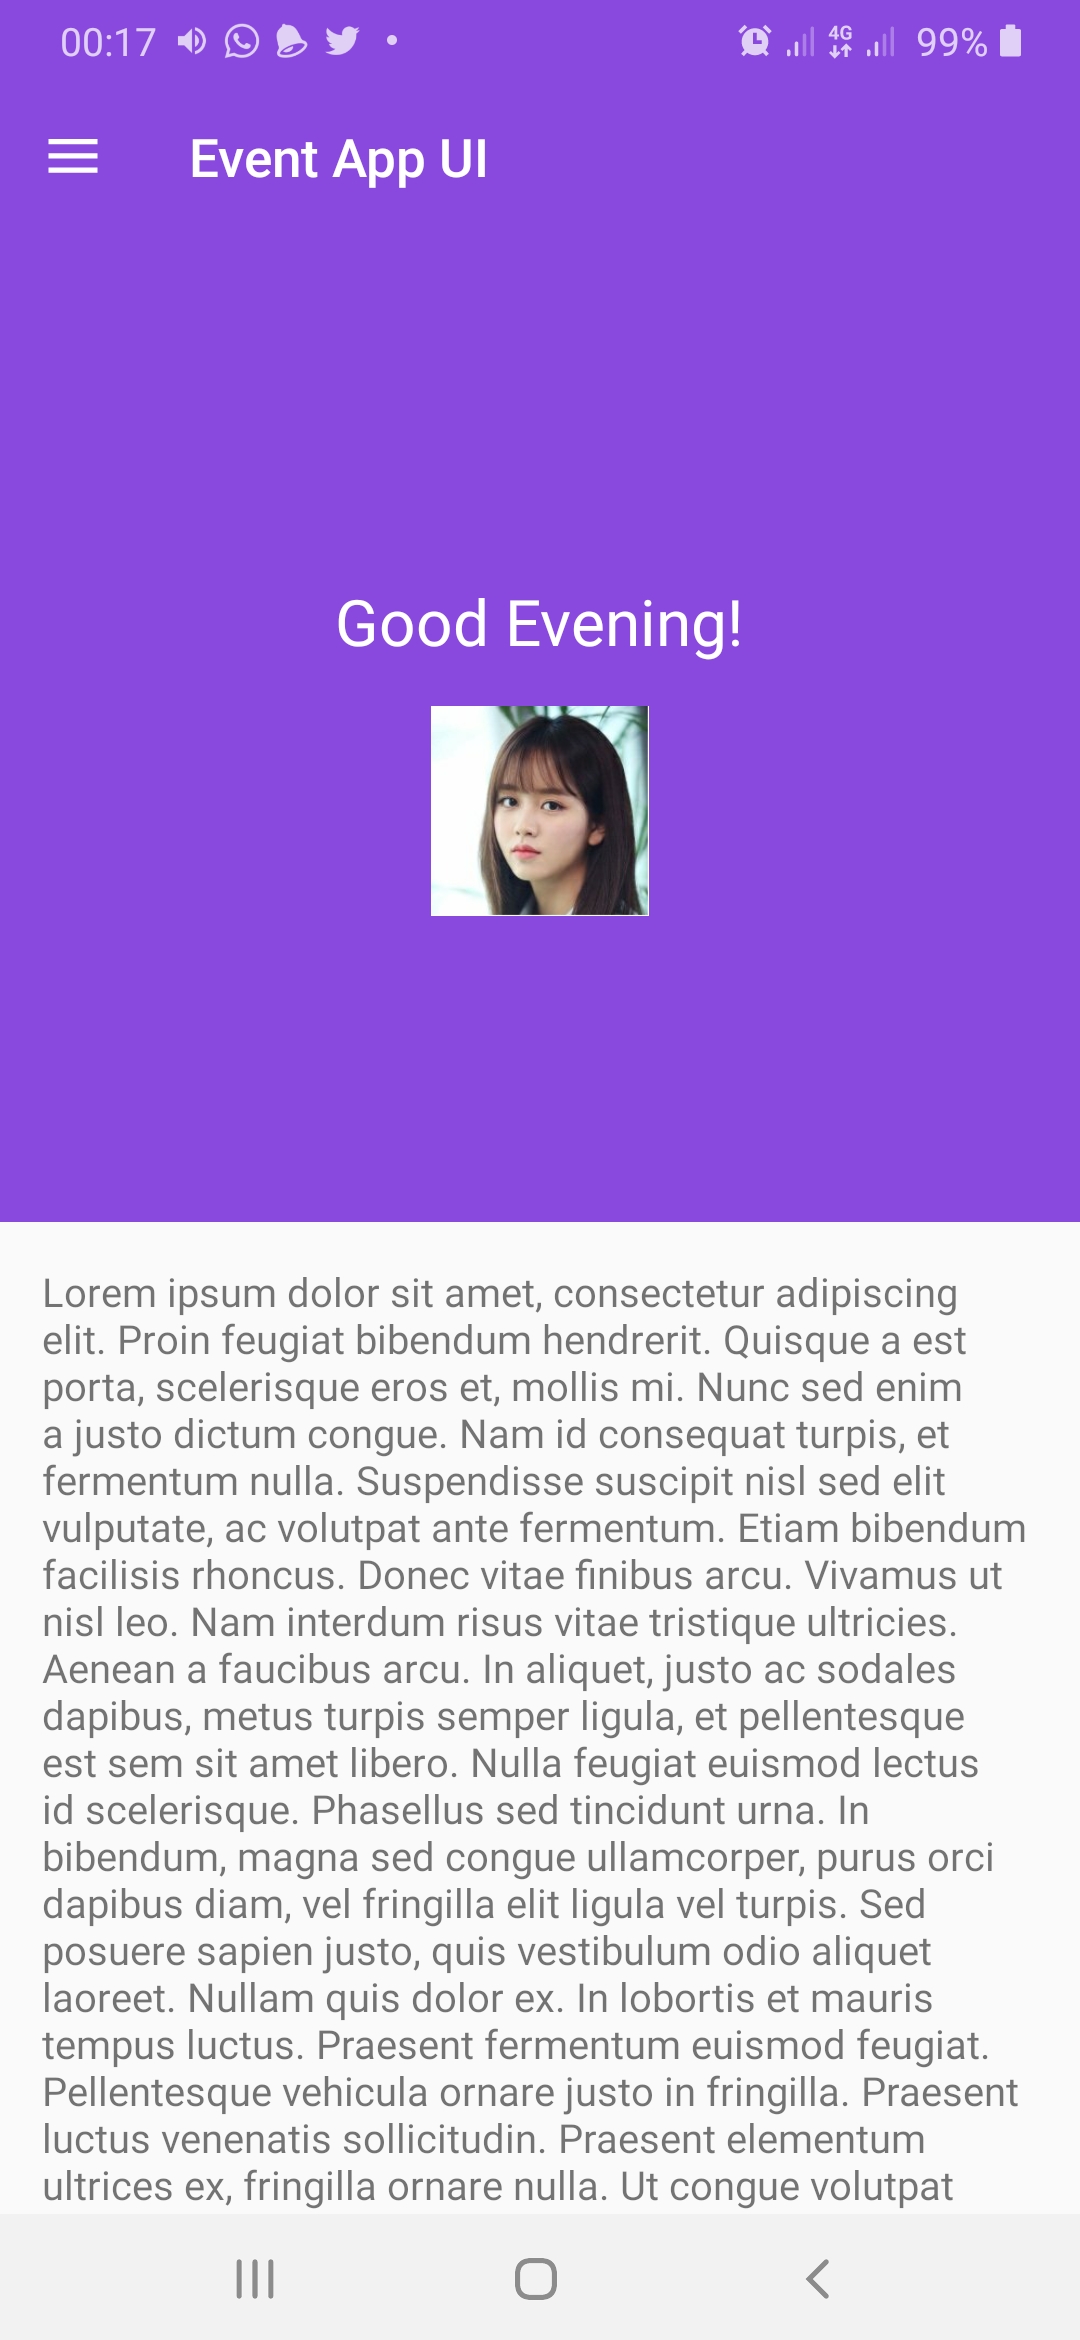 00:17
4G
99%
Event App UI
Good Evening!
Lorem ipsum dolor sit amet, consectetur adipiscing
elit. Proin feugiat bibendum hendrerit. Quisque a est
porta, scelerisque eros et, mollis mi. Nunc sed enim
a justo dictum congue. Nam id consequat turpis, et
fermentum nulla. Suspendisse suscipit nisl sed elit
vulputate, ac volutpat ante fermentum. Etiam bibendum
facilisis rhoncus. Donec vitae finibus arcu. Vivamus ut
nisl leo. Nam interdum risus vitae tristique ultricies.
Aenean a faucibus arcu. In aliquet, justo ac sodales
dapibus, metus turpis semper ligula, et pellentesque
est sem sit amet libero. Nulla feugiat euismod lectus
id scelerisque. Phasellus sed tincidunt urna. In
bibendum, magna sed congue ullamcorper, purus orci
dapibus diam, vel fringilla elit ligula vel turpis. Sed
posuere sapien justo, quis vestibulum odio aliquet
laoreet. Nullam quis dolor ex. In lobortis et mauris
tempus luctus. Praesent fermentum euismod feugiat.
Pellentesque vehicula ornare justo in fringilla. Praesent
luctus venenatis sollicitudin. Praesent elementum
ultrices ex, fringilla ornare nulla. Ut congue volutpat